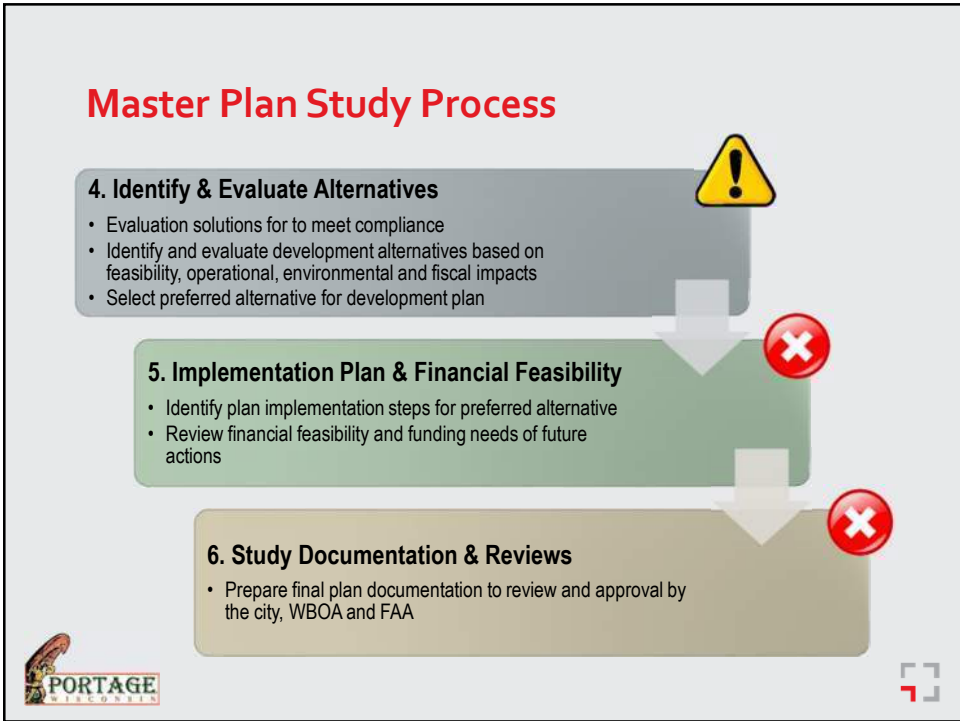 Master Plan Study Process
4. Identify & Evaluate Alternatives
• Evaluation solutions for to meet compliance
• Identify and evaluate development alternatives based on
feasibility, operational, environmental and fiscal impacts
• Select preferred alternative for development plan
5. Implementation Plan & Financial Feasibility
• Identify plan implementation steps for preferred alternative
• Review financial feasibility and funding needs of future
actions
6. Study Documentation & Reviews
• Prepare final plan documentation to review and approval by
the city, WBOA and FAA
PORTAGE
WISCONSIN